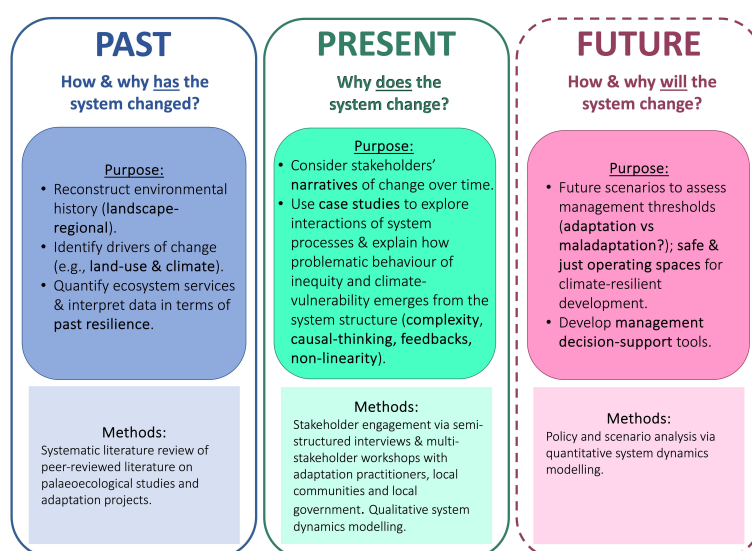 PAST
How & why has the
system changed?
Purpose:
• Reconstruct environmental
history (landscape-
regional).
• Identify drivers of change
(e.g., land-use & climate).
• Quantify ecosystem services
& interpret data in terms of
past resilience.
Methods:
Systematic literature review of
peer-reviewed literature on
palaeoecological studies and
adaptation projects.
PRESENT
Why does the
system change?
Purpose:
• Consider stakeholders’
narratives of change over time.
• Use case studies to explore
interactions of system
processes & explain how
problematic behaviour of
inequity and climate-
vulnerability emerges from the
system structure (complexity,
causal-thinking, feedbacks,
non-linearity).
Methods:
Stakeholder engagement via semi-
structured interviews & multi-
stakeholder workshops with
adaptation practitioners, local
communities and local
government. Qualitative system
dynamics modelling.
FUTURE
How & why will the
system change?
Purpose:
• Future scenarios to assess
management thresholds
(adaptation vs
maladaptation?); safe &
just operating spaces for
climate-resilient
development.
• Develop management
decision-support tools.
Methods:
Policy and scenario analysis via
quantitative system dynamics
modelling.